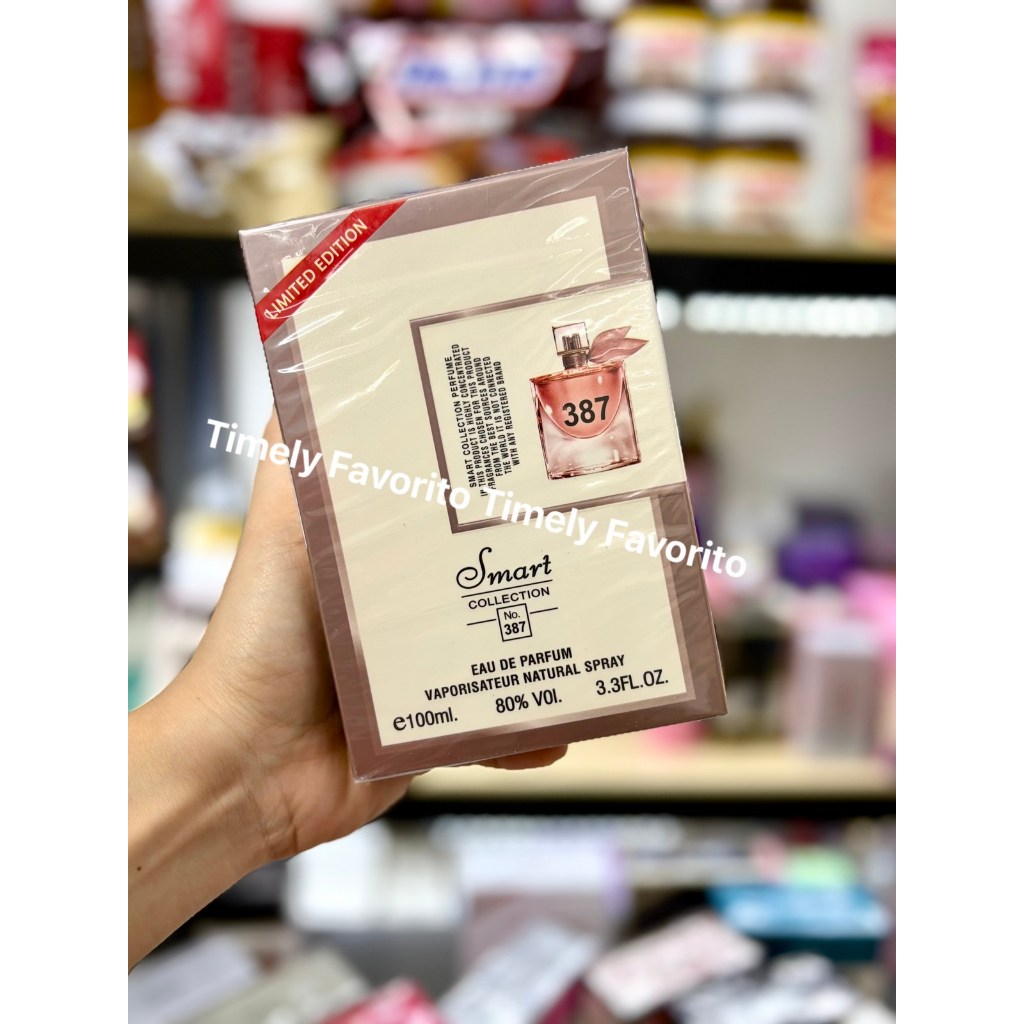 LIMITED EDITION
SMART COLLECTION PERFUME
THIS PRODUCT IS HIGHLY CONCENTRATED
FRAGRANCES CHOSEN FOR THIS PRODUCT
FROM THE BEST SOURCES AROUND
THE WORLD IT IS NOT CONNECTED
WITH ANY REGISTERED BRAND
387
Timely Favorito Timely Favorito
Smart
COLLECTION
No.
387
EAU DE PARFUM
VAPORISATEUR NATURAL SPRAY
e100ml. 80% VOl. 3.3FL.OZ.